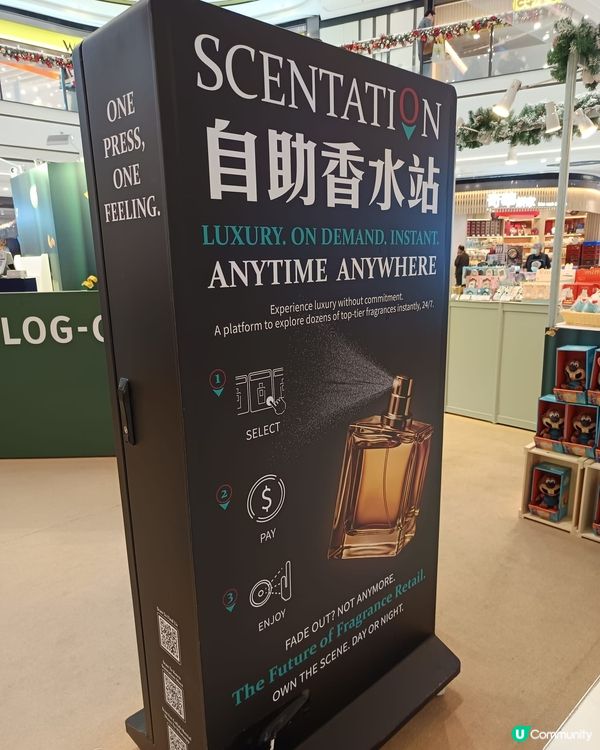 SCENTATION
自助香水站
LUXURY. ON DEMAND. INSTANT.
ANYTIME ANYWHERE
Experience luxury without commitment.
A platform to explore dozens of top-tier fragrances instantly, 24/7.
1
SELECT
2
$
PAY
3
ENJOY
FADE OUT? NOT ANYMORE.
The Future of Fragrance Retail.
OWN THE SCENE. DAY OR NIGHT.
ONE
PRESS,
ONE
FEELING.
LOG-
U Community